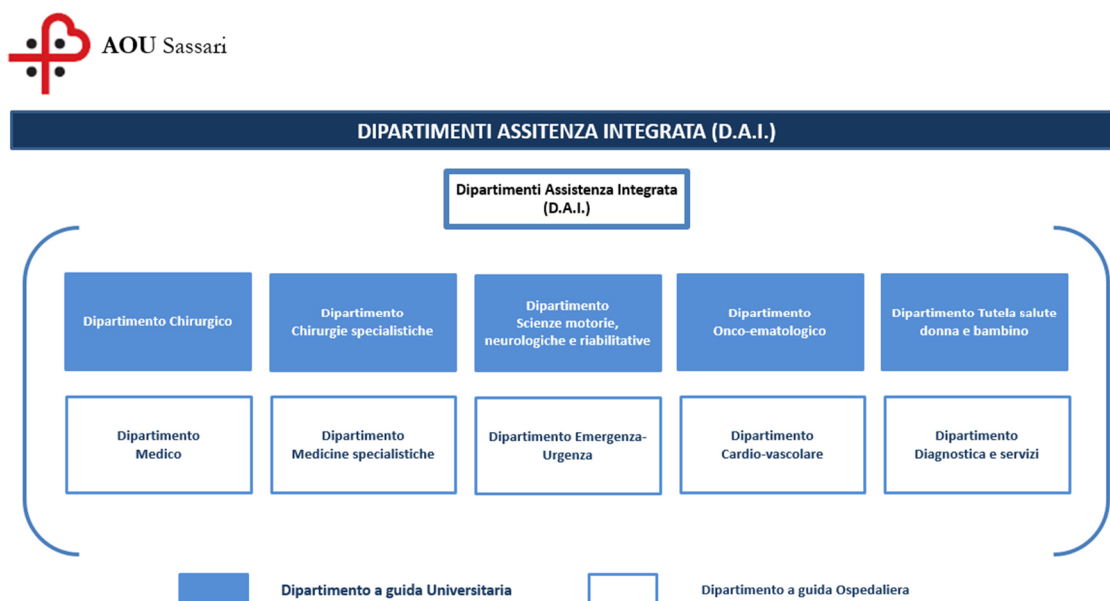 AOU Sassari
DIPARTIMENTI ASSITENZA INTEGRATA (D.A.I.)
Dipartimenti Assistenza Integrata
(D.A.I.)
Dipartimento Chirurgico
Dipartimento
Chirurgie specialistiche
Dipartimento
Scienze motorie,
neurologiche e riabilitative
Dipartimento
Onco-ematologico
Dipartimento Tutela salute
donna e bambino
Dipartimento
Medico
Dipartimento
Medicine specialistiche
Dipartimento Emergenza-
Urgenza
Dipartimento
Cardio-vascolare
Dipartimento
Diagnostica e servizi
Dipartimento a guida Universitaria
Dipartimento a guida Ospedaliera